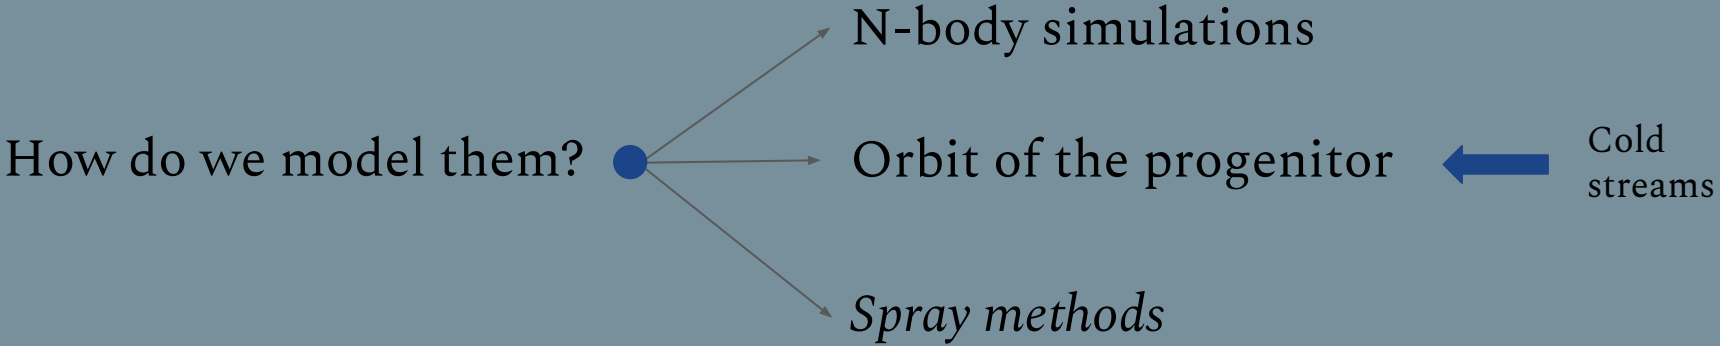 N-body simulations
How do we model them?
Orbit of the progenitor
Cold
streams
Spray methods